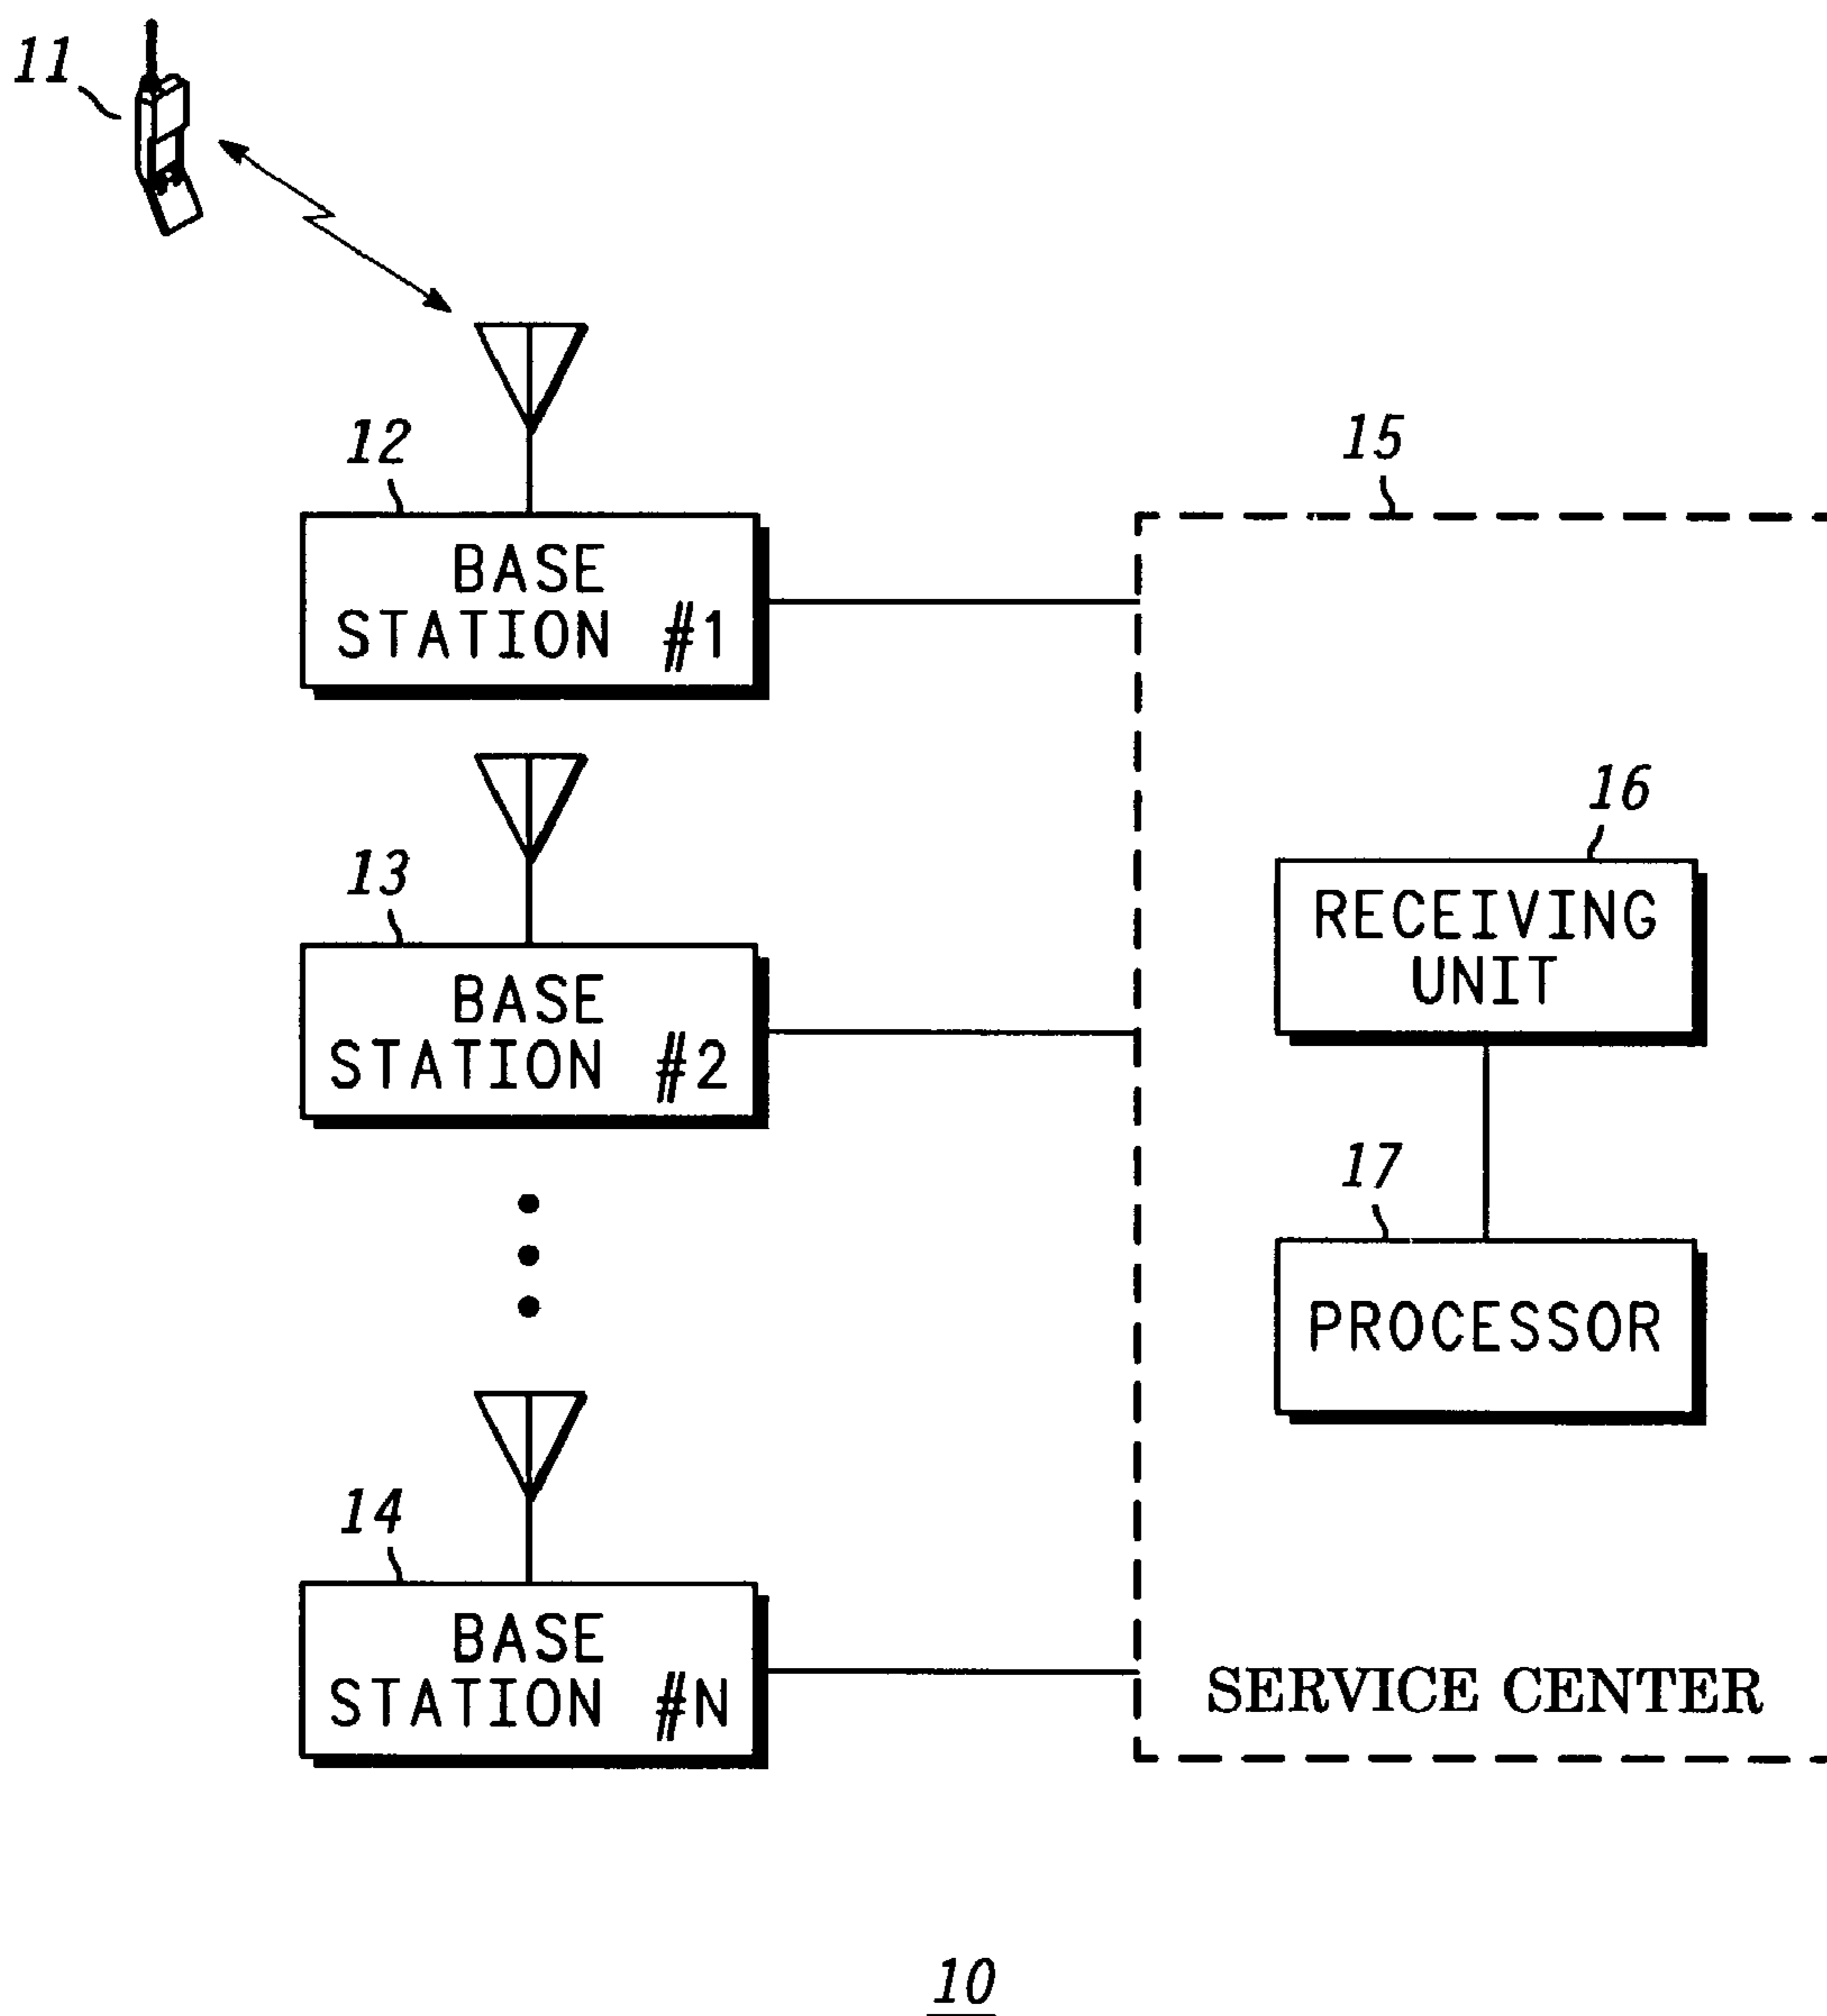 11
12
BASE
STATION #1
15
13
BASE
STATION #2
16
RECEIVING
UNIT
17
PROCESSOR
14
BASE
STATION #N
SERVICE CENTER
10